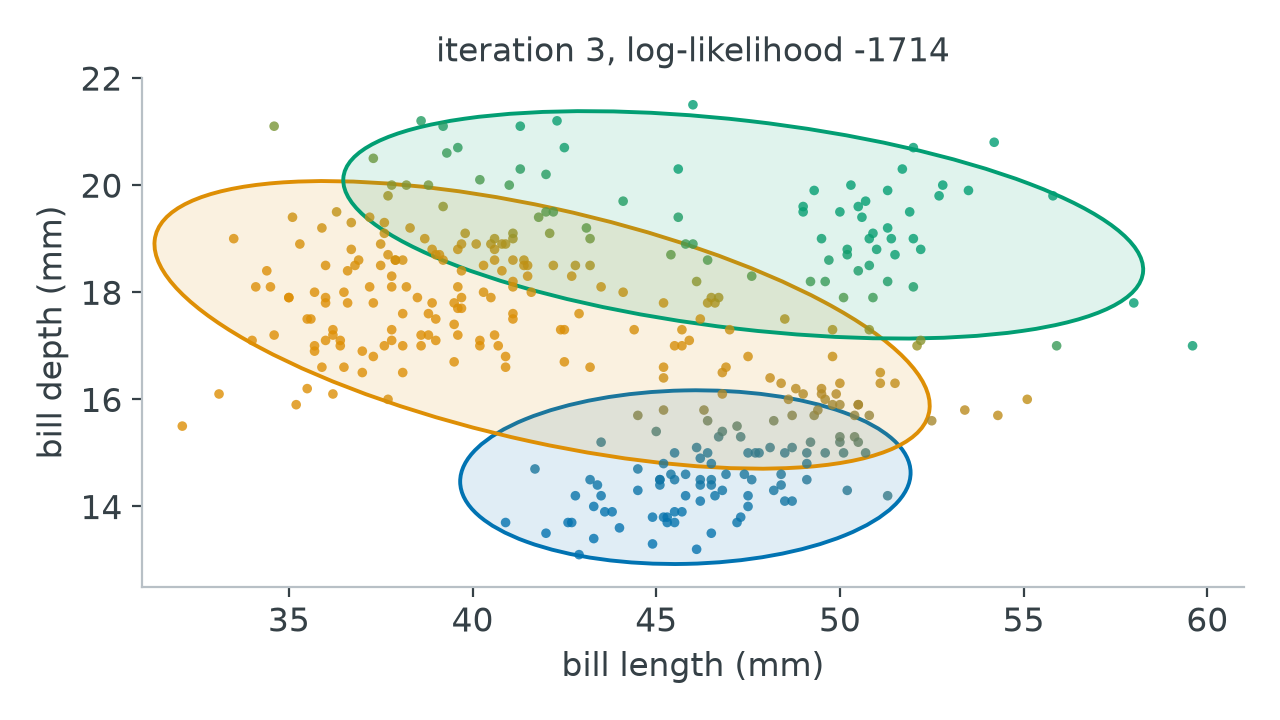 iteration 3, log-likelihood -1714
22
20
18
16
14
bill depth (mm)
35 40 45 50 55 60
bill length (mm)